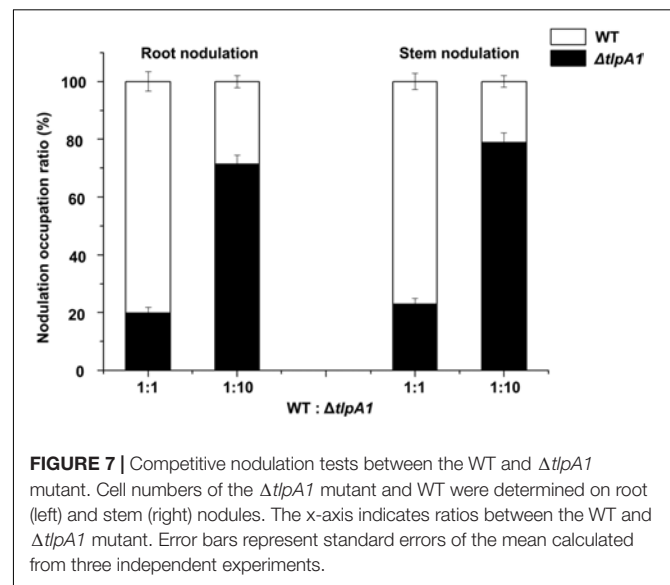 Root nodulation
Stem nodulation
WT
ΔtlpA1
Nodulation occupation ratio (%)
100
80
60
40
20
0
1:1
1:10
1:1
1:10
WT : ΔtlpA1
FIGURE 7 | Competitive nodulation tests between the WT and ΔtlpA1
mutant. Cell numbers of the ΔtlpA1 mutant and WT were determined on root
(left) and stem (right) nodules. The x-axis indicates ratios between the WT and
ΔtlpA1 mutant. Error bars represent standard errors of the mean calculated
from three independent experiments.